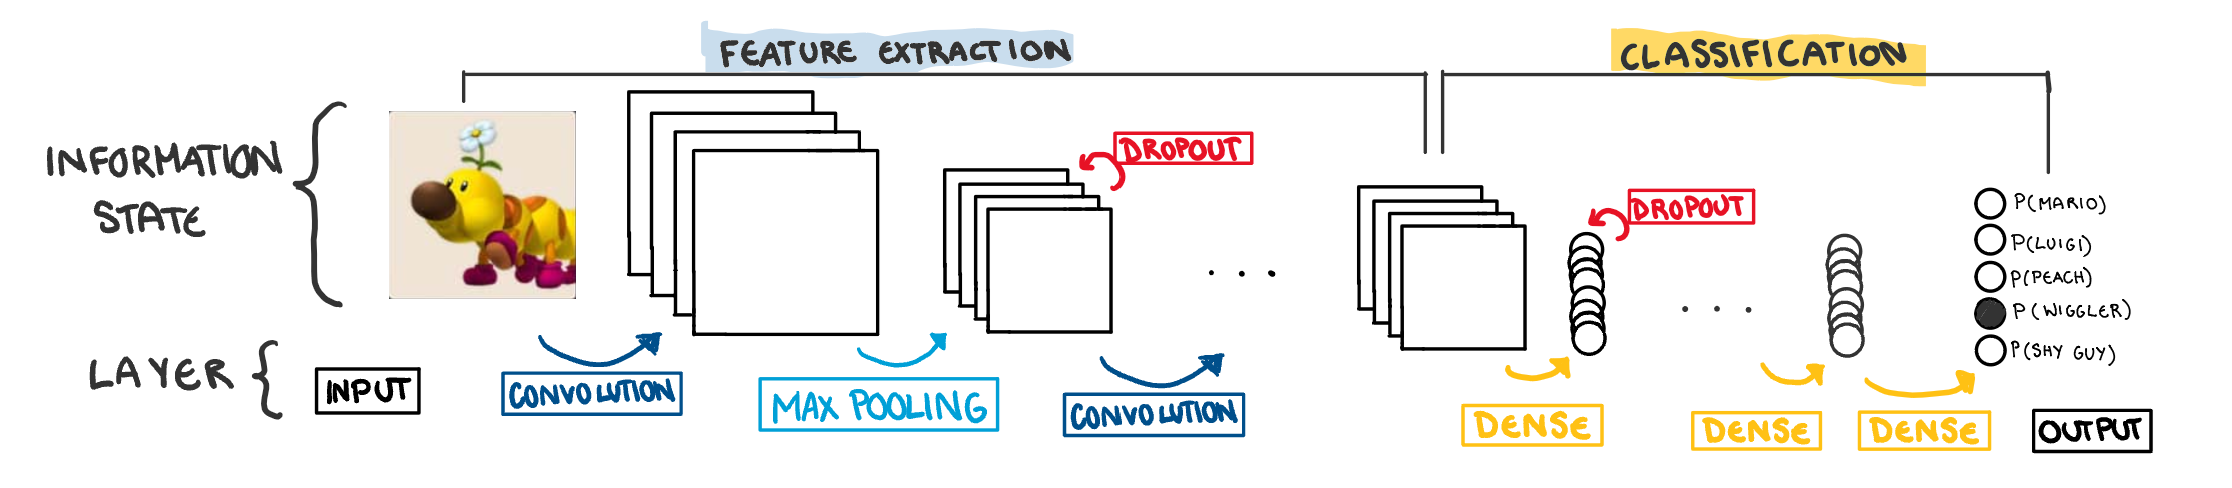 FEATURE EXTRACTION
CLASSIFICATION
INFORMATION
STATE
DROPOUT
. . .
DROPOUT
. . .
P(MARIO)
P(LUIGI)
P(PEACH)
P(WIGGLER)
P(SHY GUY)
LAYER
INPUT
CONVOLUTION
MAX POOLING
CONVOLUTION
DENSE
DENSE
DENSE
OUTPUT